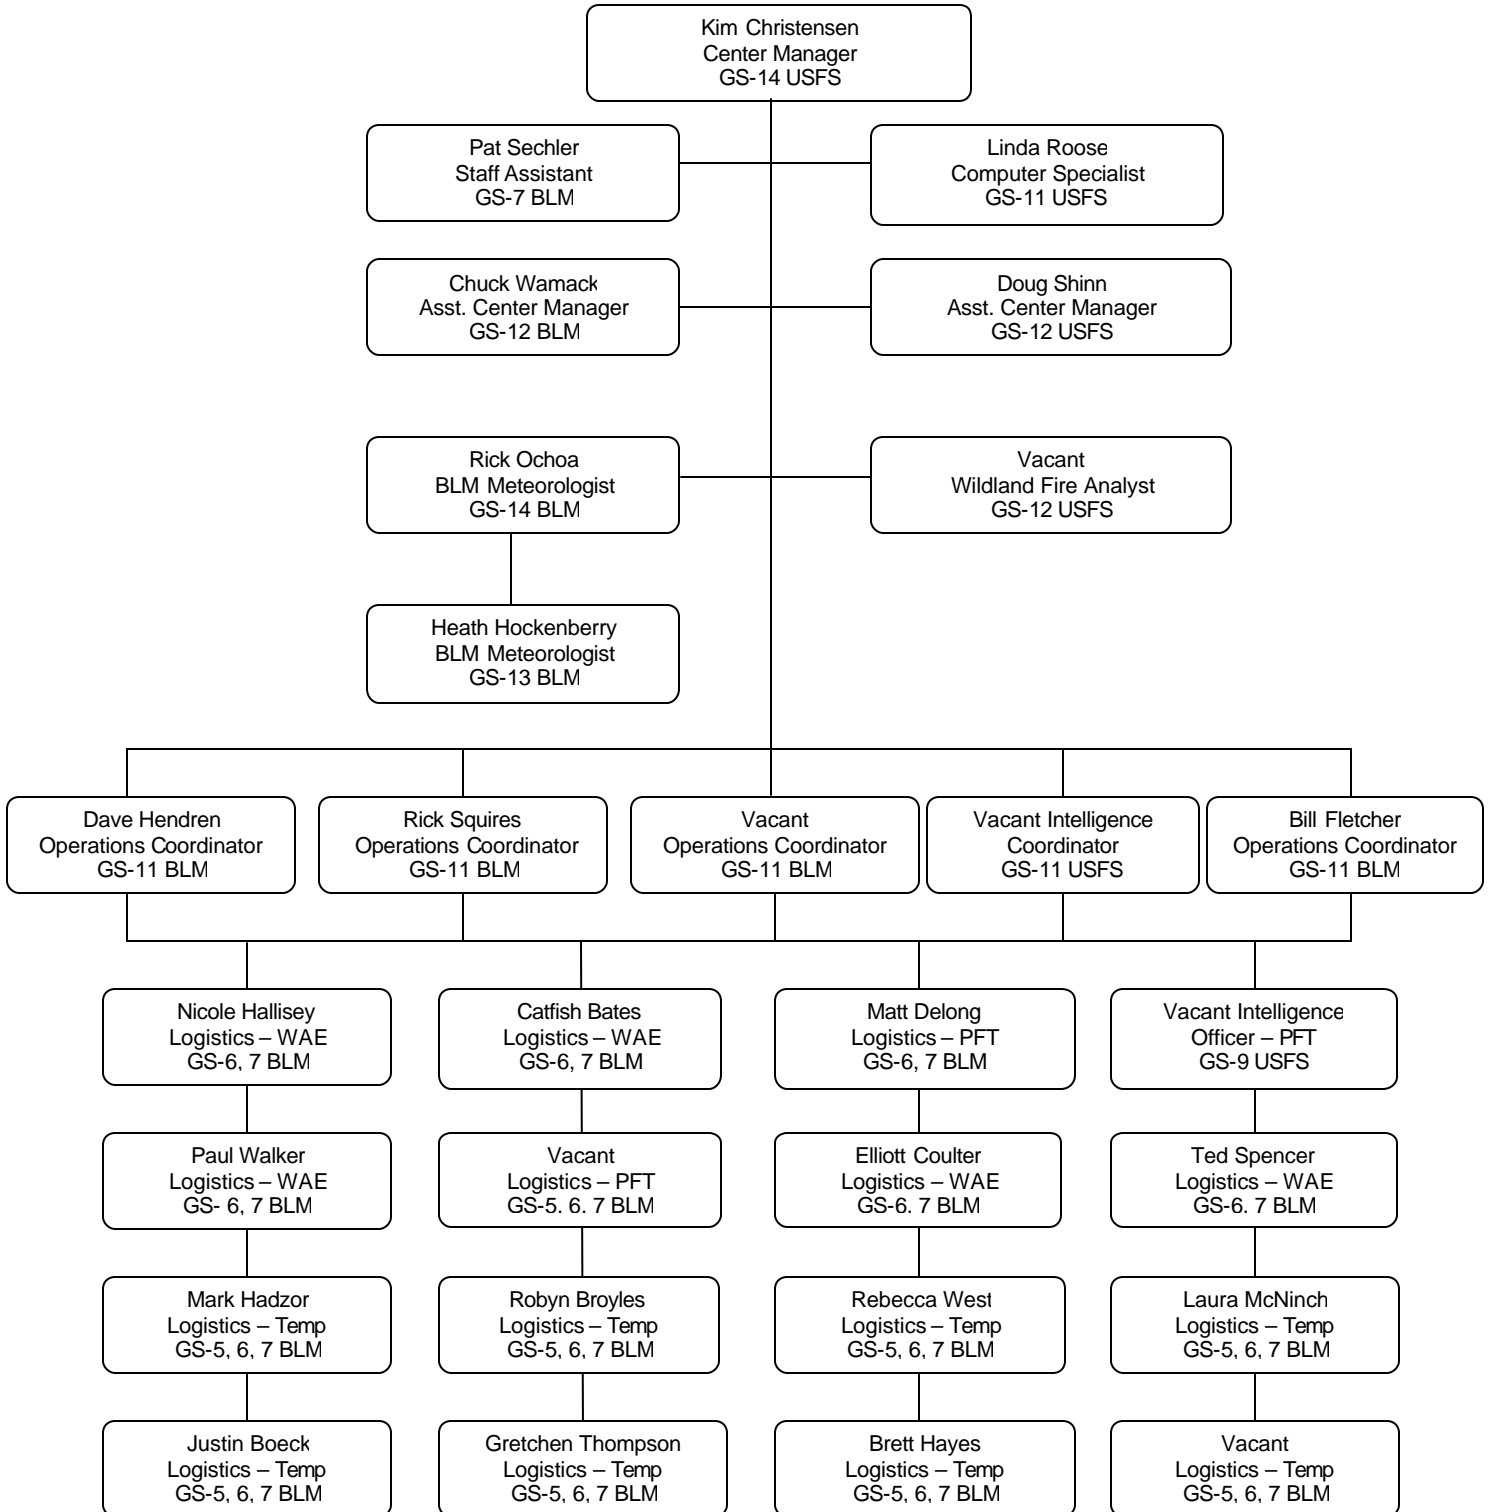 Kim Christensen
Center Manager
GS-14 USFS
Pat Sechler
Staff Assistant
GS-7 BLM
Linda Roose
Computer Specialist
GS-11 USFS
Chuck Wamack
Asst. Center Manager
GS-12 BLM
Doug Shinn
Asst. Center Manager
GS-12 USFS
Rick Ochoa
BLM Meteorologist
GS-14 BLM
Vacant
Wildland Fire Analyst
GS-12 USFS
Heath Hockenberry
BLM Meteorologist
GS-13 BLM
Dave Hendren
Operations Coordinator
GS-11 BLM
Rick Squires
Operations Coordinator
GS-11 BLM
Vacant
Operations Coordinator
GS-11 BLM
Vacant Intelligence
Coordinator
GS-11 USFS
Bill Fletcher
Operations Coordinator
GS-11 BLM
Nicole Hallisey
Logistics – WAE
GS-6, 7 BLM
Catfish Bates
Logistics – WAE
GS-6, 7 BLM
Matt Delong
Logistics – PFT
GS-6, 7 BLM
Vacant Intelligence
Officer – PFT
GS-9 USFS
Paul Walker
Logistics – WAE
GS- 6, 7 BLM
Vacant
Logistics – PFT
GS-5. 6. 7 BLM
Elliott Coulter
Logistics – WAE
GS-6. 7 BLM
Ted Spencer
Logistics – WAE
GS-6. 7 BLM
Mark Hadzor
Logistics – Temp
GS-5, 6, 7 BLM
Robyn Broyles
Logistics – Temp
GS-5, 6, 7 BLM
Rebecca West
Logistics – Temp
GS-5, 6, 7 BLM
Laura McNinch
Logistics – Temp
GS-5, 6, 7 BLM
Justin Boeck
Logistics – Temp
GS-5, 6, 7 BLM
Gretchen Thompson
Logistics – Temp
GS-5, 6, 7 BLM
Brett Hayes
Logistics – Temp
GS-5, 6, 7 BLM
Vacant
Logistics – Temp
GS-5, 6, 7 BLM